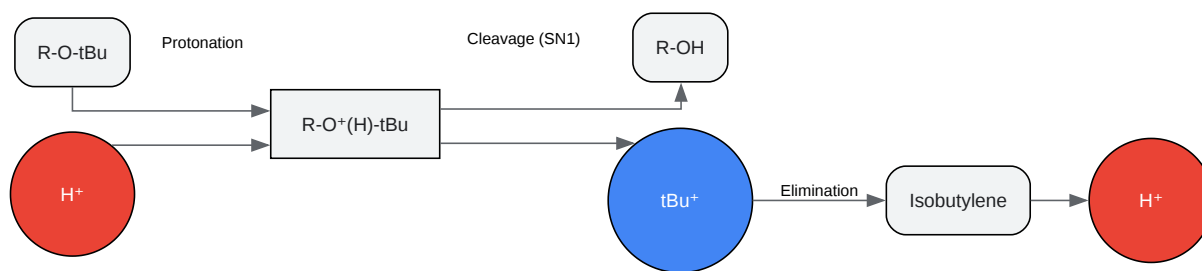 R-O-tBu
Protonation
Cleavage (SN1)
R-OH
R-O⁺(H)-tBu
H⁺
tBu⁺
Elimination
Isobutylene
H⁺